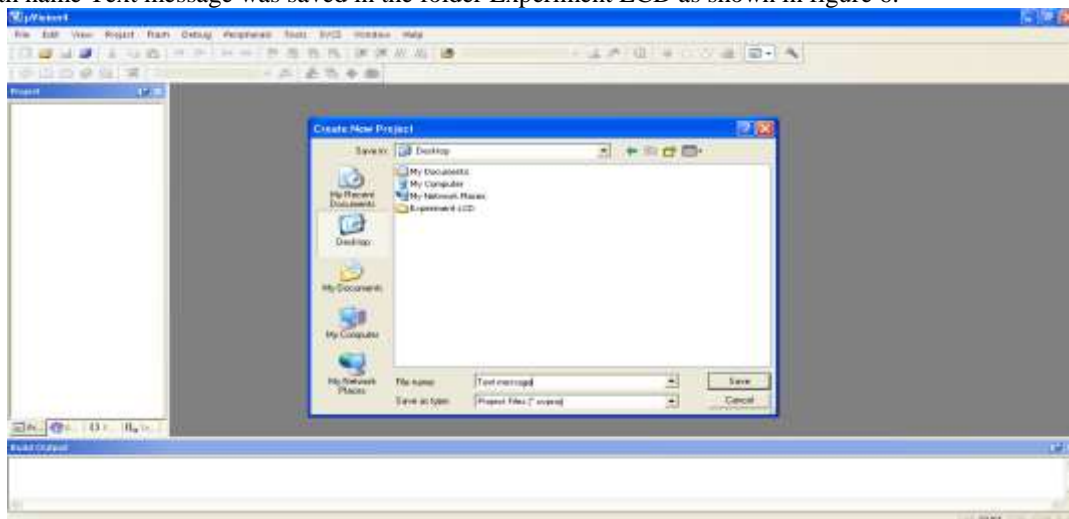 name Text message was saved in the folder Experiment LCD as shown in figure 6.
µVision4
File Edit View Project Flash Debug Peripherals Tools SVCS Window Help
Project
Create New Project
Save in: Desktop
My Recent Documents
Desktop
My Documents
My Computer
My Network Places
My Documents
My Computer
My Network Places
Experiment LCD
File name: Text message
Save
Save as type: Project Files (*.uvproj)
Cancel
Build Output